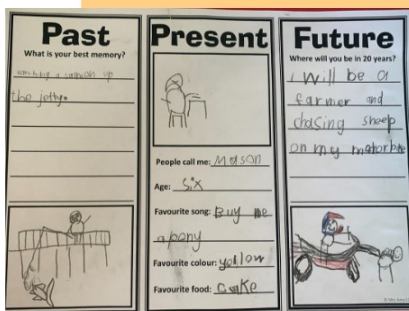 Past
What is your best memory?
up
the jetty.
Present
People call me: Mason
Age: Six
Favourite song: Buy me
a pony
Favourite colour: yellow
Favourite food: Cake
Future
Where will you be in 20 years?
i will be a
farmer and
chasing sheep
on my motorbike